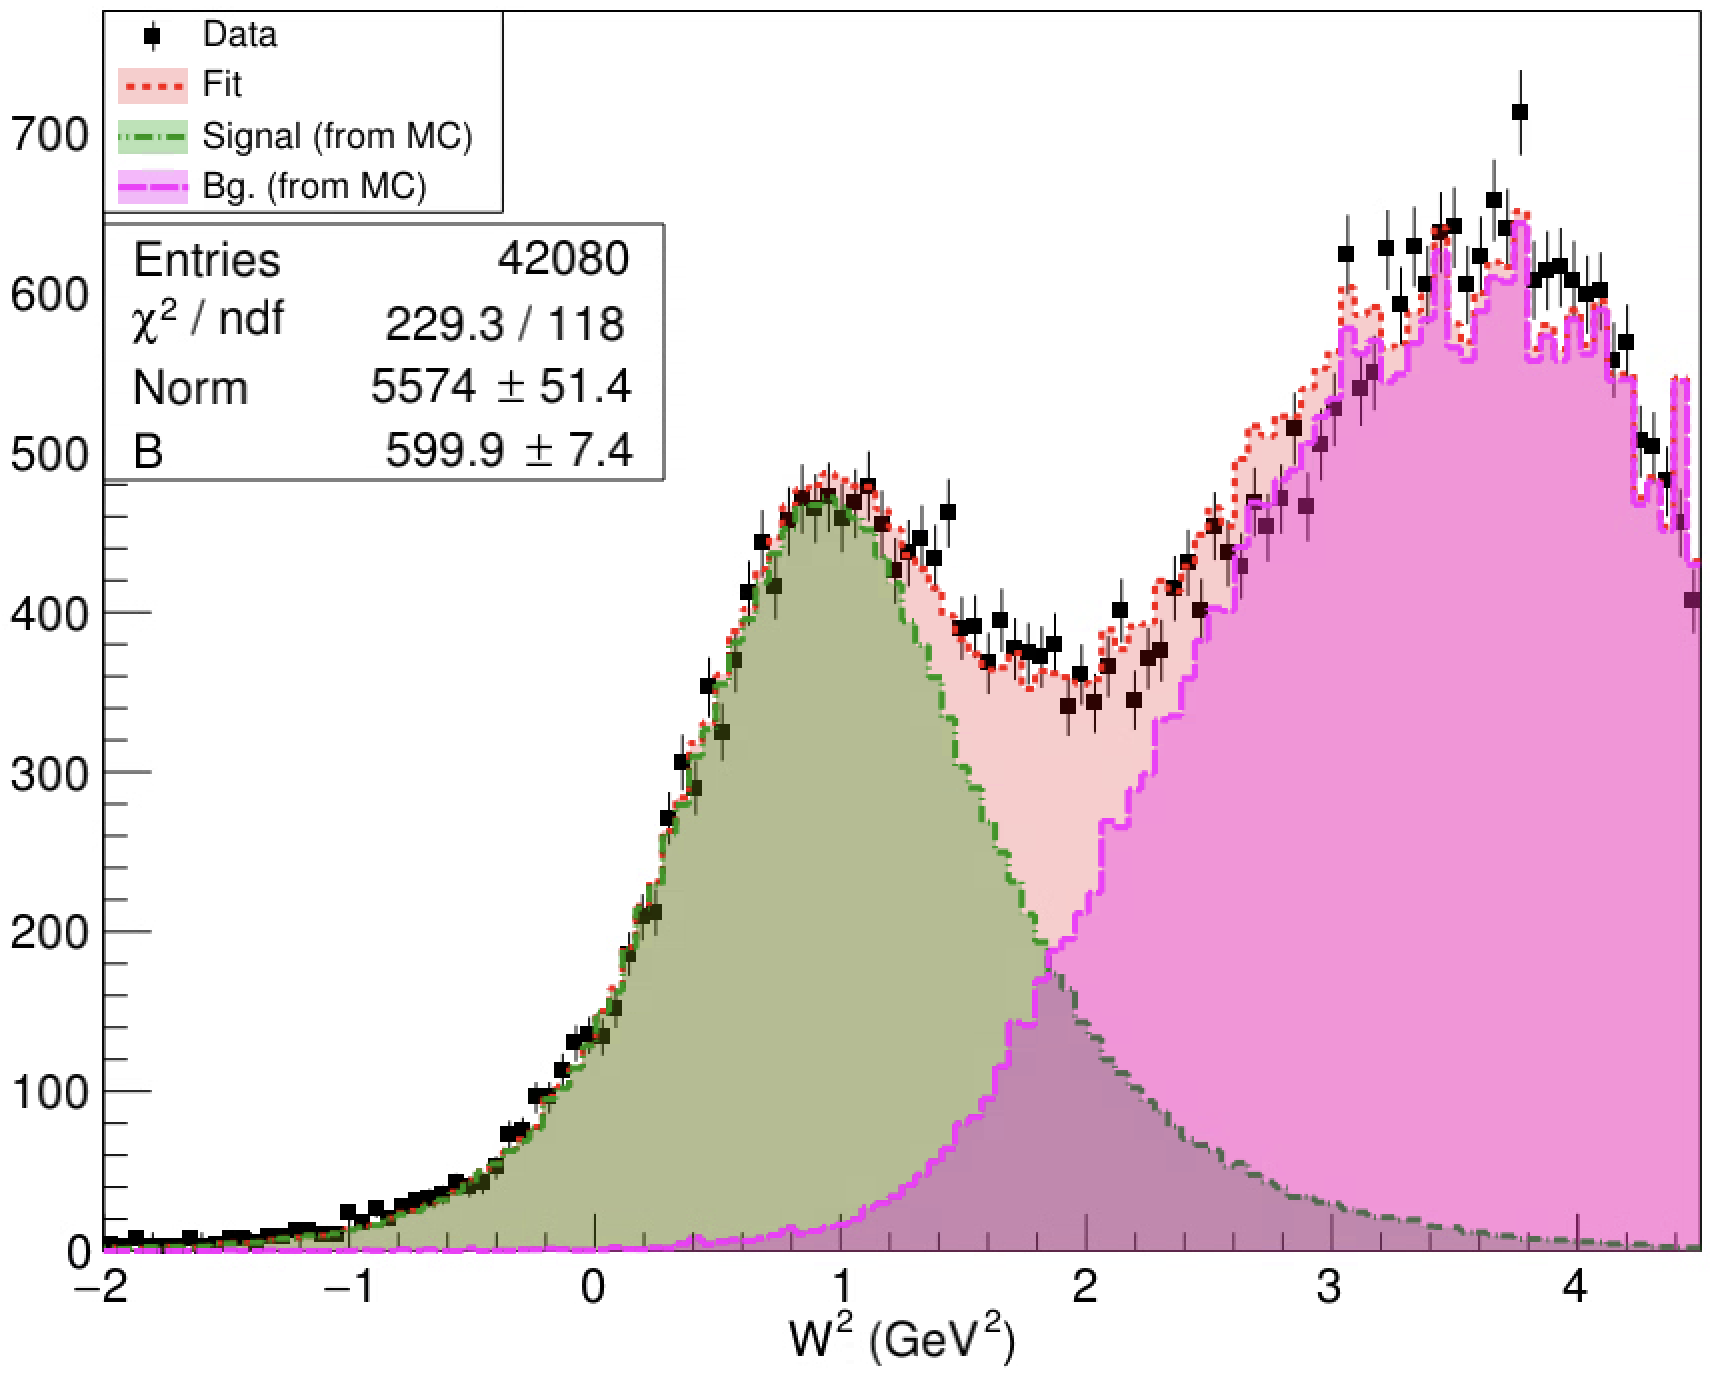 Data
Fit
Signal (from MC)
Bg. (from MC)
Entries 42080
χ² / ndf 229.3 / 118
Norm 5574 ± 51.4
B 599.9 ± 7.4
700
600
500
400
300
200
100
0
−2 −1 0 1 2 3 4
W² (GeV²)